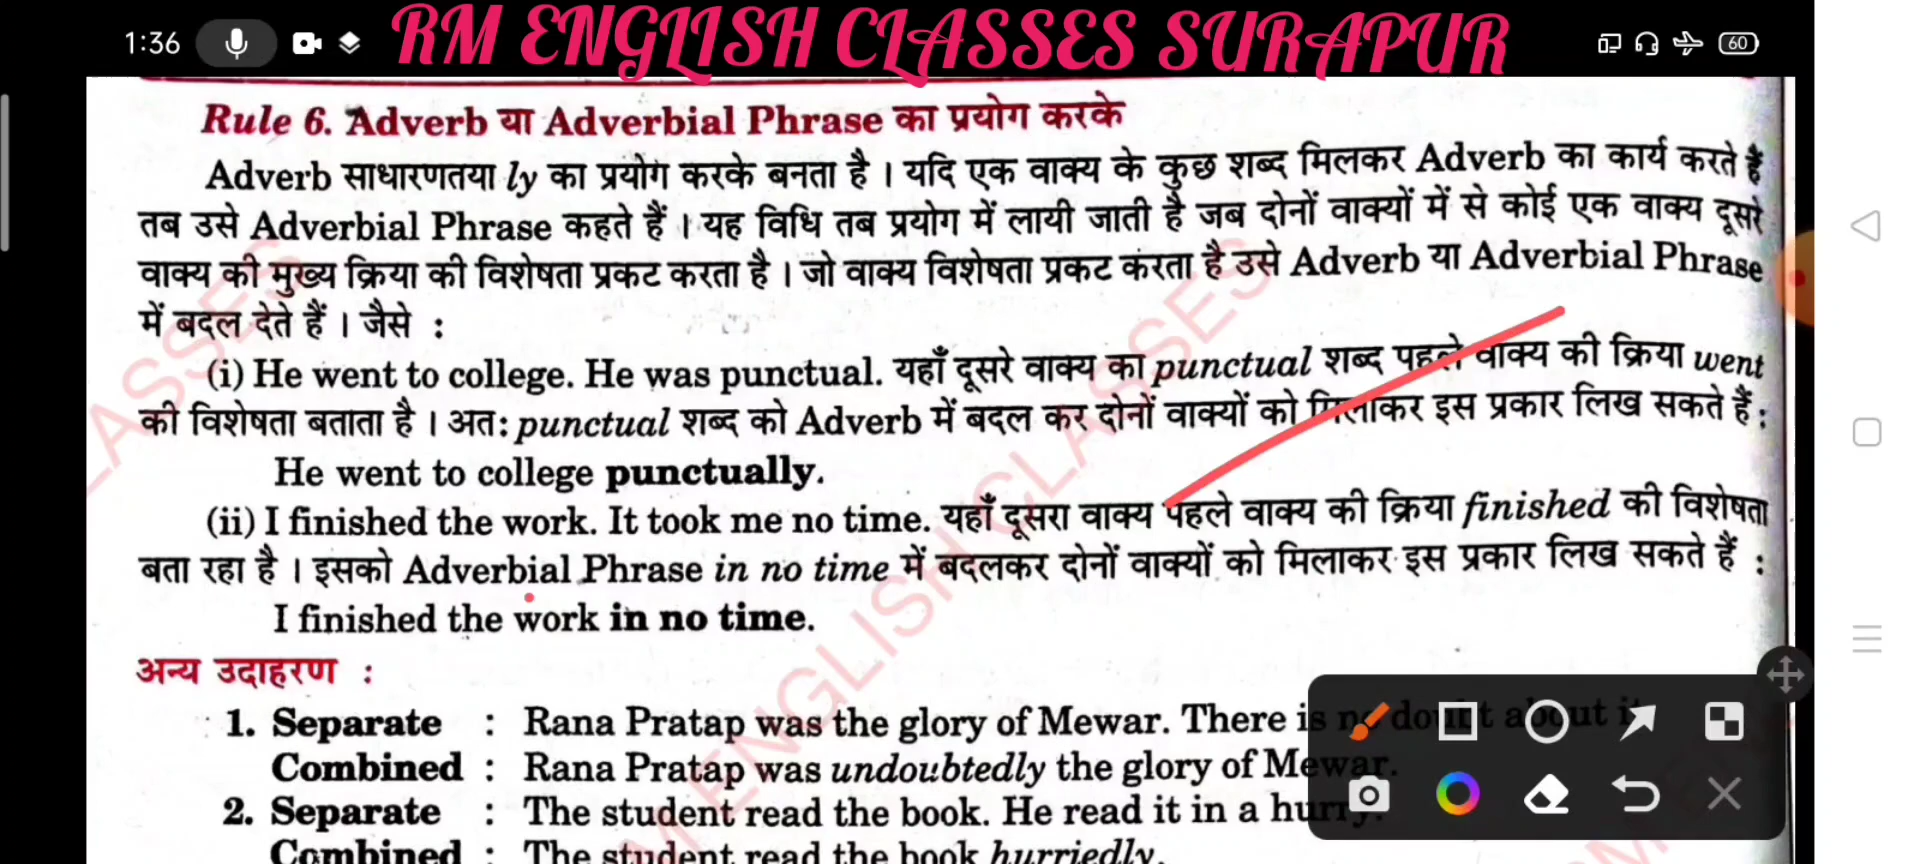 1:36 RM ENGLISH CLASSES SURAPUR 60
Rule 6. Adverb या Adverbial Phrase का प्रयोग करके
Adverb साधारणतया ly का प्रयोग करके बनता है । यदि एक वाक्य के कुछ शब्द मिलकर Adverb का कार्य करते हैं
तब उसे Adverbial Phrase कहते हैं । यह विधि तब प्रयोग में लायी जाती है जब दोनों वाक्यों में से कोई एक वाक्य दूसरे
वाक्य की मुख्य क्रिया की विशेषता प्रकट करता है । जो वाक्य विशेषता प्रकट करता है उसे Adverb या Adverbial Phrase
में बदल देते हैं । जैसे :
(i) He went to college. He was punctual. यहाँ दूसरे वाक्य का punctual शब्द पहले वाक्य की क्रिया went
की विशेषता बताता है । अत: punctual शब्द को Adverb में बदल कर दोनों वाक्यों को मिलाकर इस प्रकार लिख सकते हैं :
He went to college punctually.
(ii) I finished the work. It took me no time. यहाँ दूसरा वाक्य पहले वाक्य की क्रिया finished की विशेषता
बता रहा है । इसको Adverbial Phrase in no time में बदलकर दोनों वाक्यों को मिलाकर इस प्रकार लिख सकते हैं :
I finished the work in no time.
अन्य उदाहरण :
1. Separate : Rana Pratap was the glory of Mewar. There is no doubt about it.
Combined : Rana Pratap was undoubtedly the glory of Mewar.
2. Separate : The student read the book. He read it in a hurry.
Combined : The student read the book hurriedly.